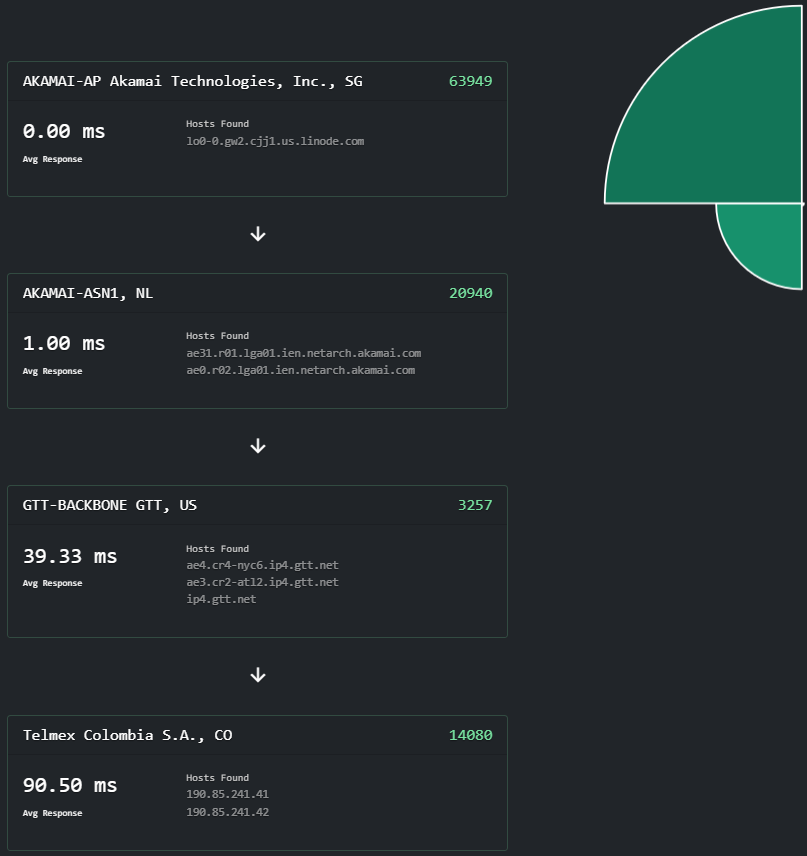 AKAMAI-AP Akamai Technologies, Inc., SG 63949
0.00 ms
Avg Response
Hosts Found
lo0-0.gw2.cjj1.us.linode.com
AKAMAI-ASN1, NL 20940
1.00 ms
Avg Response
Hosts Found
ae31.r01.lga01.ien.netarch.akamai.com
ae0.r02.lga01.ien.netarch.akamai.com
GTT-BACKBONE GTT, US 3257
39.33 ms
Avg Response
Hosts Found
ae4.cr4-nyc6.ip4.gtt.net
ae3.cr2-atl2.ip4.gtt.net
ip4.gtt.net
Telmex Colombia S.A., CO 14080
90.50 ms
Avg Response
Hosts Found
190.85.241.41
190.85.241.42